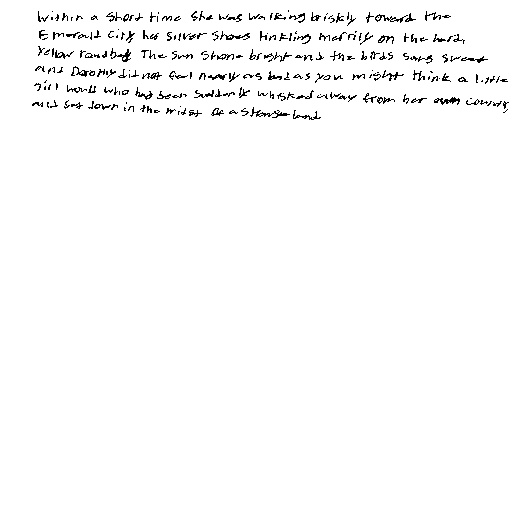 Within a short time she was walking briskly toward the
Emerald City her silver shoes tinkling merrily on the hard,
Yellow roadbed The sun shone bright and the birds sang sweet
and Dorothy did not feel nearly as bad as you might think a little
girl would who had been suddenly whisked away from her own country
and set down in the midst of a strange land